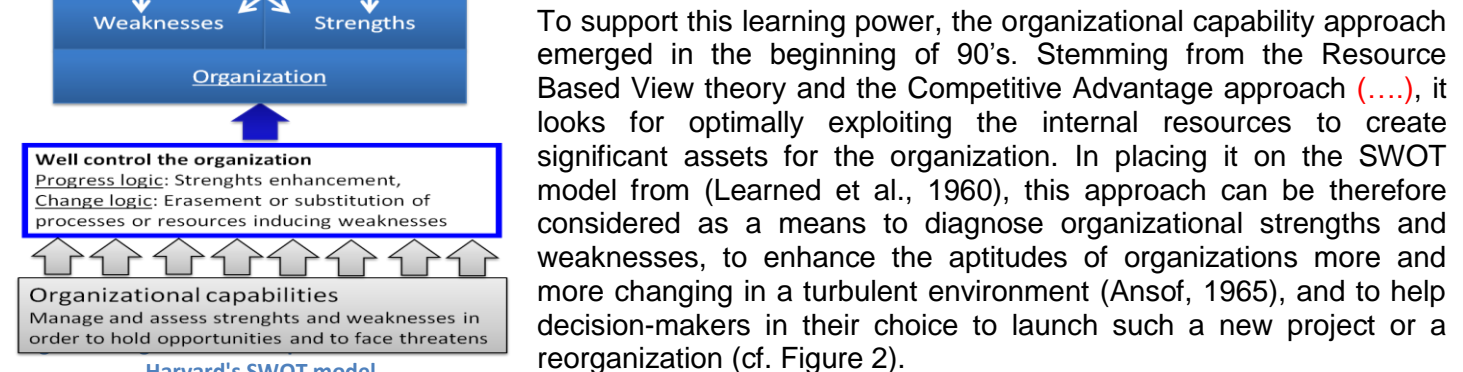 Weaknesses Strengths
Organization
Well control the organization
Progress logic: Strenghts enhancement,
Change logic: Erasement or substitution of
processes or resources inducing weaknesses
Organizational capabilities
Manage and assess strenghts and weaknesses in
order to hold opportunities and to face threatens
Harvard's SWOT model
To support this learning power, the organizational capability approach
emerged in the beginning of 90's. Stemming from the Resource
Based View theory and the Competitive Advantage approach (....), it
looks for optimally exploiting the internal resources to create
significant assets for the organization. In placing it on the SWOT
model from (Learned et al., 1960), this approach can be therefore
considered as a means to diagnose organizational strengths and
weaknesses, to enhance the aptitudes of organizations more and
more changing in a turbulent environment (Ansof, 1965), and to help
decision-makers in their choice to launch such a new project or a
reorganization (cf. Figure 2).